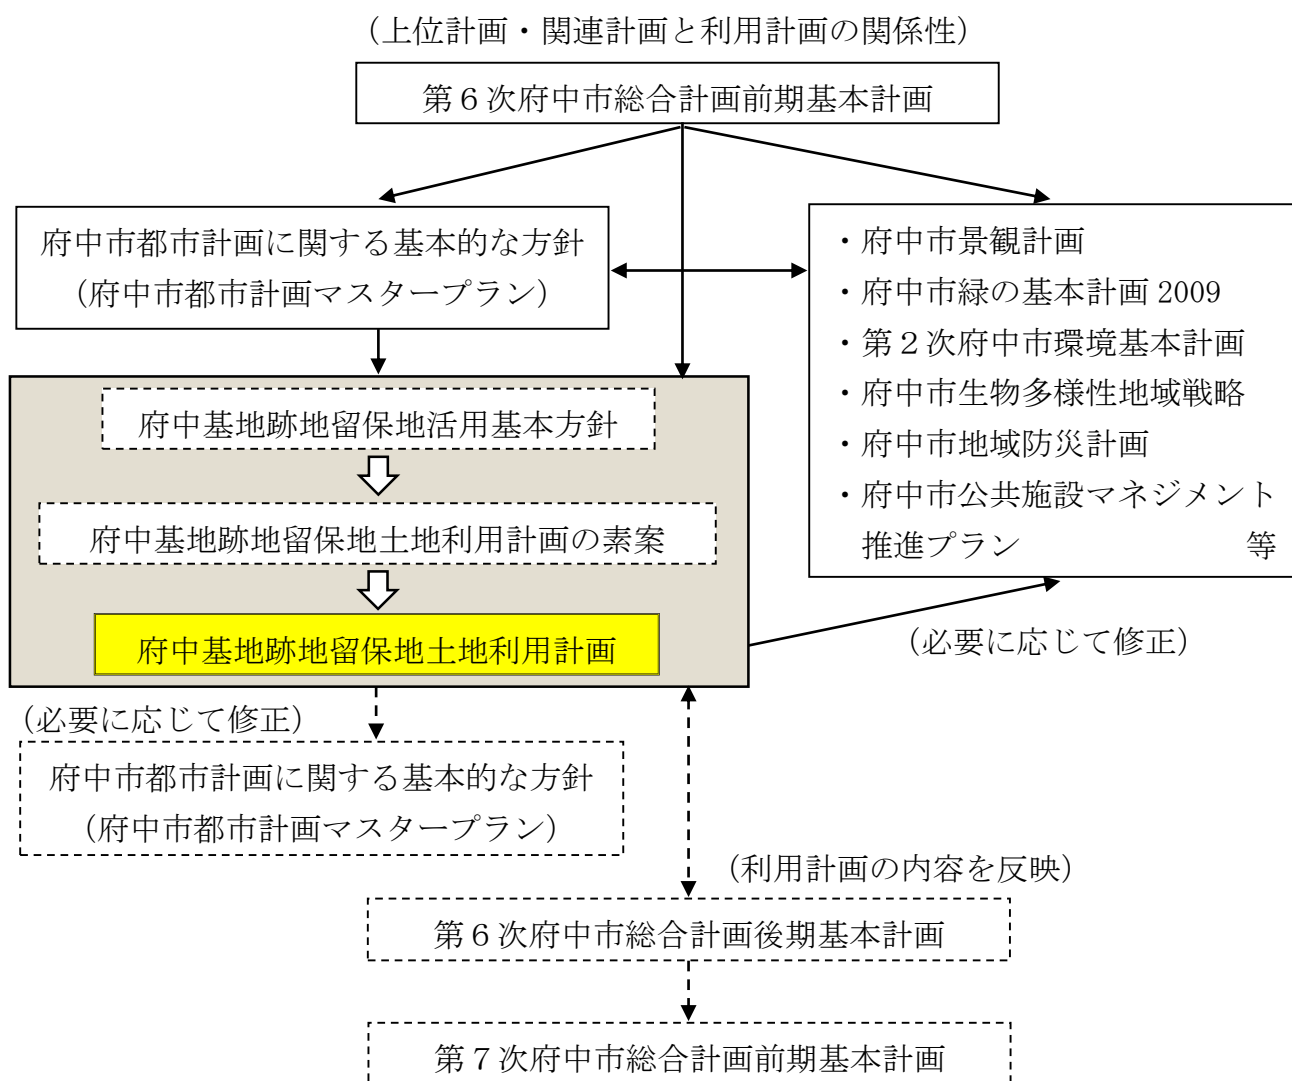 （上位計画・関連計画と利用計画の関係性）
第６次府中市総合計画前期基本計画
府中市都市計画に関する基本的な方針
（府中市都市計画マスタープラン）
・府中市景観計画
・府中市緑の基本計画 2009
・第２次府中市環境基本計画
・府中市生物多様性地域戦略
・府中市地域防災計画
・府中市公共施設マネジメント
推進プラン　等
府中基地跡地留保地活用基本方針
府中基地跡地留保地土地利用計画の素案
府中基地跡地留保地土地利用計画
（必要に応じて修正）
（必要に応じて修正）
府中市都市計画に関する基本的な方針
（府中市都市計画マスタープラン）
（利用計画の内容を反映）
第６次府中市総合計画後期基本計画
第７次府中市総合計画前期基本計画